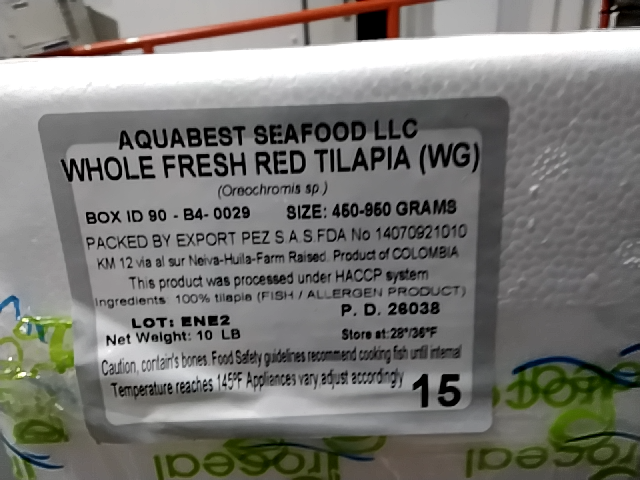 AQUABEST SEAFOOD LLC
WHOLE FRESH RED TILAPIA (WG)
(Oreochromis sp.)
BOX ID 90 - B4- 0029 SIZE: 450-950 GRAMS
PACKED BY EXPORT PEZ S.A.S.FDA No 14070921010
KM 12 via al sur Neiva-Huila-Farm Raised. Product of COLOMBIA
This product was processed under HACCP system
Ingredients: 100% tilapia (FISH / ALLERGEN PRODUCT)
LOT: ENE2 P. D. 26038
Net Weight: 10 LB Store at: 28°/36°F
Caution, contain's bones. Food Safety guidelines recommend cooking fish until internal
Temperature reaches 145°F Appliances vary, adjust accordingly 15